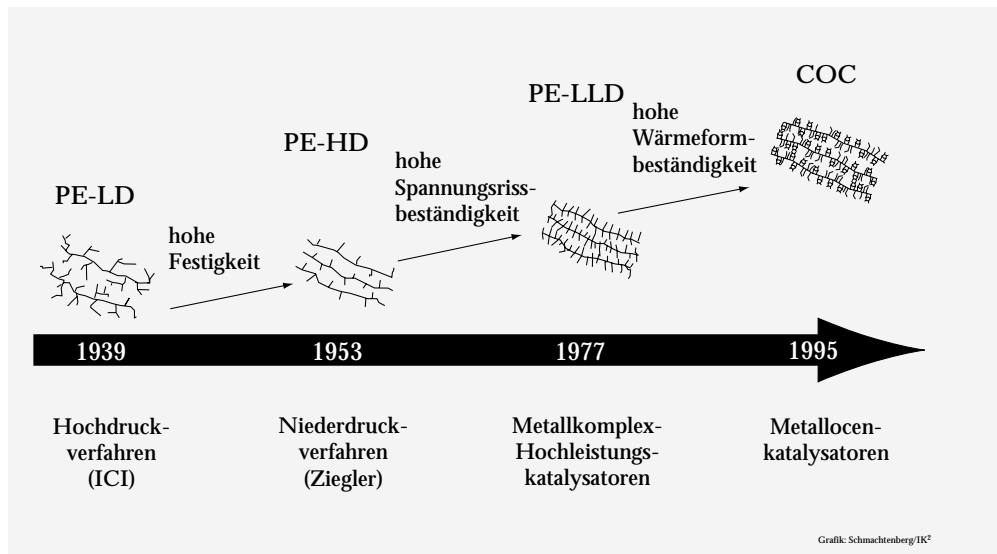 COC
PE-LLD
hohe
Wärmeform-
beständigkeit
PE-HD
hohe
Spannungsriss-
beständigkeit
PE-LD
hohe
Festigkeit
1939
1953
1977
1995
Hochdruck-
verfahren
(ICI)
Niederdruck-
verfahren
(Ziegler)
Metallkomplex-
Hochleistungs-
katalysatoren
Metallocen-
katalysatoren
Grafik: Schmachtenberg/IK²